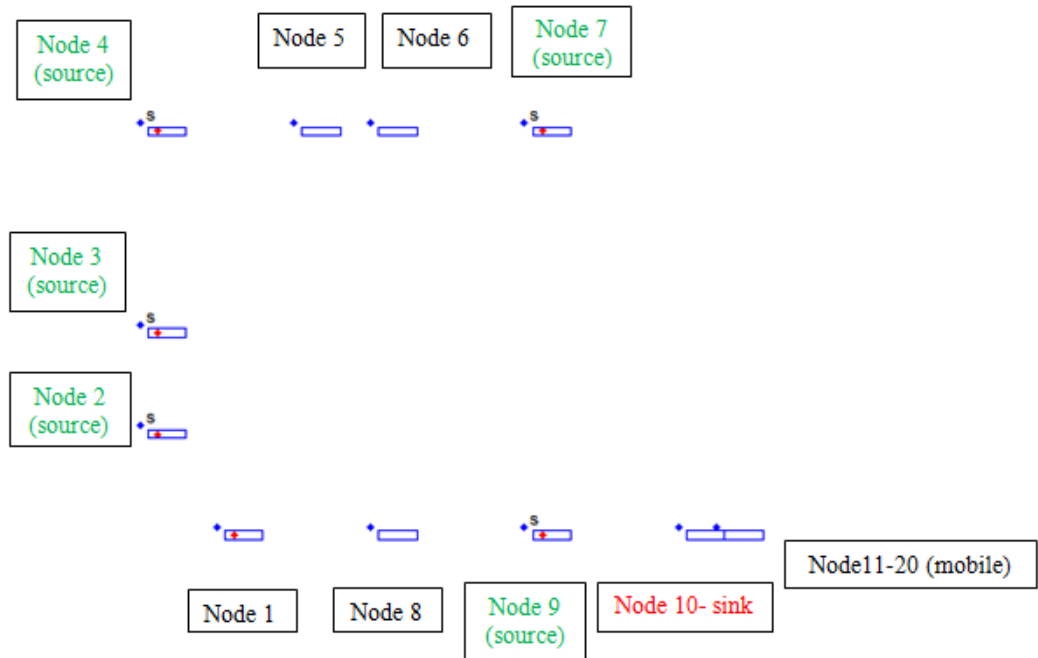 Node 4
(source)
Node 5
Node 6
Node 7
(source)
S
S
Node 3
(source)
S
Node 2
(source)
S
S
Node 1
Node 8
Node 9
(source)
Node 10- sink
Node11-20 (mobile)